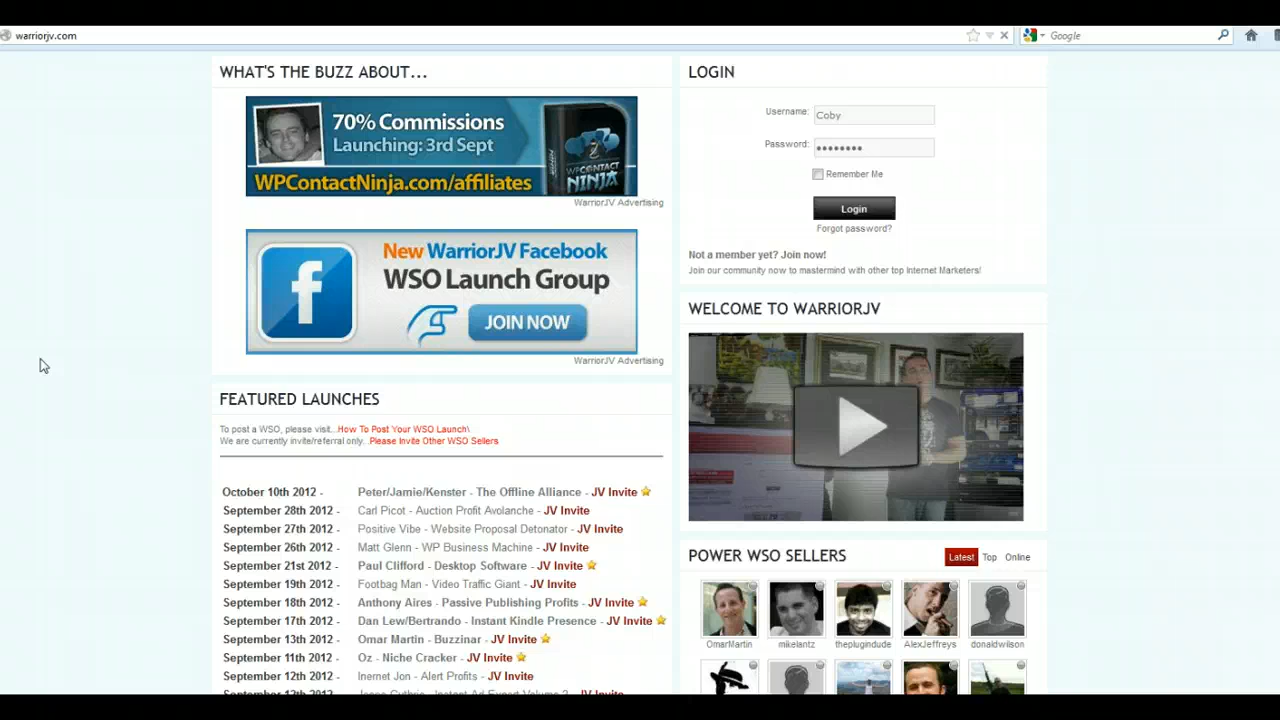 warriorjv.com
Google
WHAT'S THE BUZZ ABOUT...
70% Commissions
Launching: 3rd Sept
WPContactNinja.com/affiliates
WPCONTACT
NINJA
WarriorJV Advertising
New WarriorJV Facebook
WSO Launch Group
JOIN NOW
WarriorJV Advertising
FEATURED LAUNCHES
To post a WSO, please visit...How To Post Your WSO Launch\
We are currently invite/referral only..Please Invite Other WSO Sellers
October 10th 2012 - Peter/Jamie/Kenster - The Offline Alliance - JV Invite
September 28th 2012 - Carl Picot - Auction Profit Avolanche - JV Invite
September 27th 2012 - Positive Vibe - Website Proposal Detonator - JV Invite
September 26th 2012 - Matt Glenn - WP Business Machine - JV Invite
September 21st 2012 - Paul Clifford - Desktop Software - JV Invite
September 19th 2012 - Footbag Man - Video Traffic Giant - JV Invite
September 18th 2012 - Anthony Aires - Passive Publishing Profits - JV Invite
September 17th 2012 - Dan Lew/Bertrando - Instant Kindle Presence - JV Invite
September 13th 2012 - Omar Martin - Buzzinar - JV Invite
September 11th 2012 - Oz - Niche Cracker - JV Invite
September 12th 2012 - Inernet Jon - Alert Profits - JV Invite
LOGIN
Username: Coby
Password:
Remember Me
Login
Forgot password?
Not a member yet? Join now!
Join our community now to mastermind with other top Internet Marketers!
WELCOME TO WARRIORJV
POWER WSO SELLERS
Latest Top Online
OmarMartin mikelantz theplugindude AlexJeffreys donaldwilson